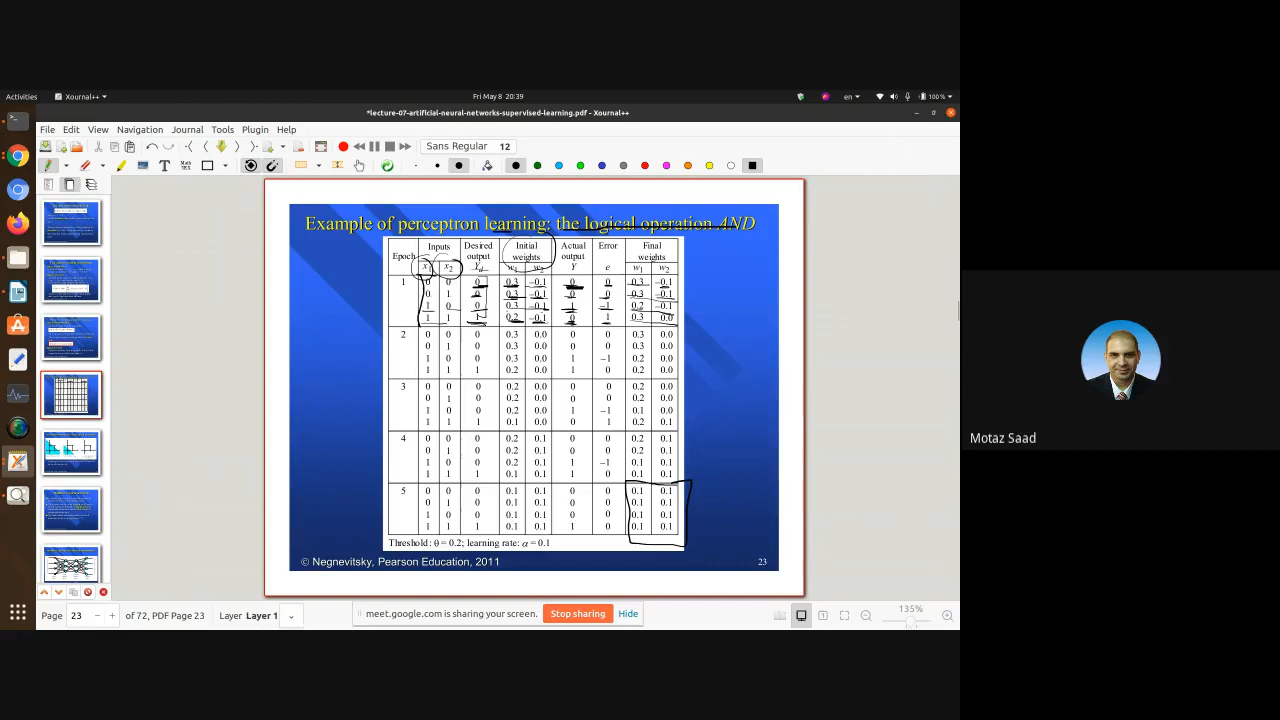 Activities Xournal++ Fri May 8 20:39 en 100 %
*lecture-07-artificial-neural-networks-supervised-learning.pdf - Xournal++
File Edit View Navigation Journal Tools Plugin Help
Sans Regular 12
Example of perceptron learning: the logical operation AND
Epoch Inputs Desired output Initial weights Actual output Error Final weights
x1 x2 Yd w1 w2 Y e w1 w2
1 0 0 0 0.3 −0.1 0 0 0.3 −0.1
0 1 0 0.3 −0.1 0 0 0.3 −0.1
1 0 0 0.3 −0.1 1 −1 0.2 −0.1
1 1 1 0.2 −0.1 0 1 0.3 0.0
2 0 0 0 0.3 0.0 0 0 0.3 0.0
0 1 0 0.3 0.0 0 0 0.3 0.0
1 0 0 0.3 0.0 1 −1 0.2 0.0
1 1 1 0.2 0.0 1 0 0.2 0.0
3 0 0 0 0.2 0.0 0 0 0.2 0.0
0 1 0 0.2 0.0 0 0 0.2 0.0
1 0 0 0.2 0.0 1 −1 0.1 0.0
1 1 1 0.1 0.0 0 1 0.2 0.1
4 0 0 0 0.2 0.1 0 0 0.2 0.1
0 1 0 0.2 0.1 0 0 0.2 0.1
1 0 0 0.2 0.1 1 −1 0.1 0.1
1 1 1 0.1 0.1 1 0 0.1 0.1
5 0 0 0 0.1 0.1 0 0 0.1 0.1
0 1 0 0.1 0.1 0 0 0.1 0.1
1 0 0 0.1 0.1 0 0 0.1 0.1
1 1 1 0.1 0.1 1 0 0.1 0.1
Threshold: θ = 0.2; learning rate: α = 0.1
© Negnevitsky, Pearson Education, 2011 23
Motaz Saad
Page 23 of 72, PDF Page 23 Layer Layer 1
meet.google.com is sharing your screen. Stop sharing Hide
135%